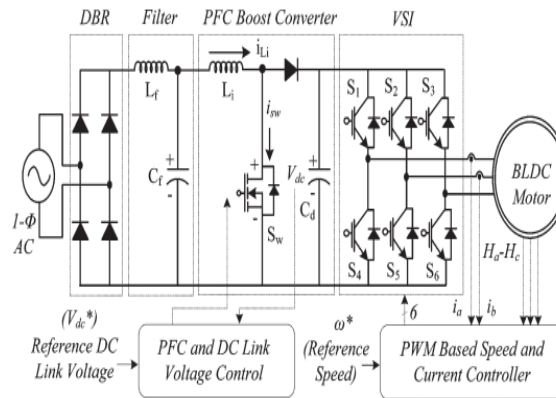 DBR
Filter
PFC Boost Converter
VSI
iLi
Lf
Li
S1
S2
S3
isw
+
Cf
-
+
-
Sw
+
Vdc
-
Cd
1-Φ
AC
BLDC
Motor
S4
S5
S6
Ha-Hc
6
ia
ib
(Vdc*)
Reference DC
Link Voltage
PFC and DC Link
Voltage Control
ω*
(Reference
Speed)
PWM Based Speed and
Current Controller